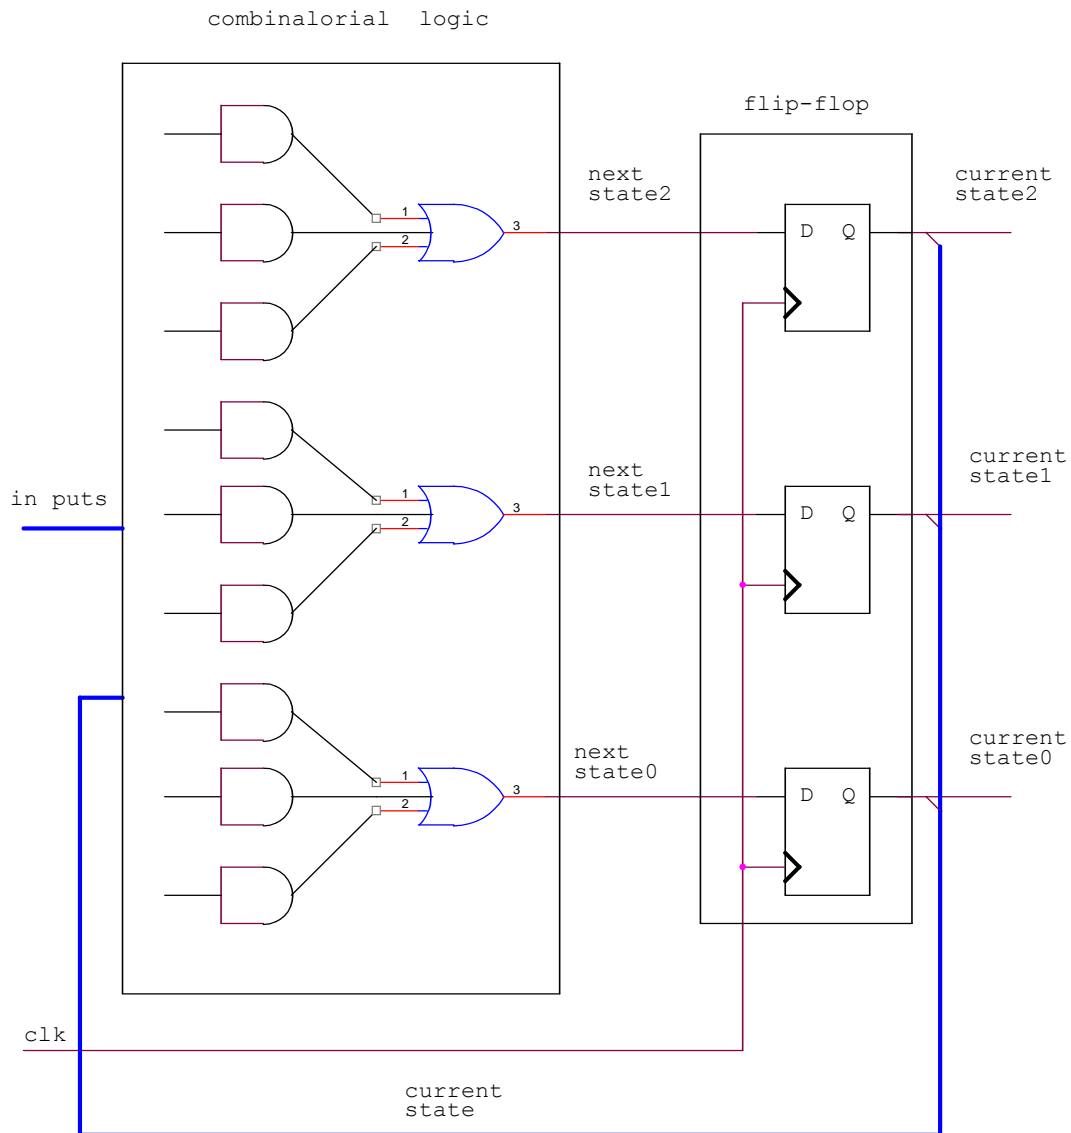 combinalorial logic
flip-flop
next
state2
current
state2
1
2
3
D Q
next
state1
current
state1
in puts
1
2
3
D Q
next
state0
current
state0
1
2
3
D Q
clk
current
state